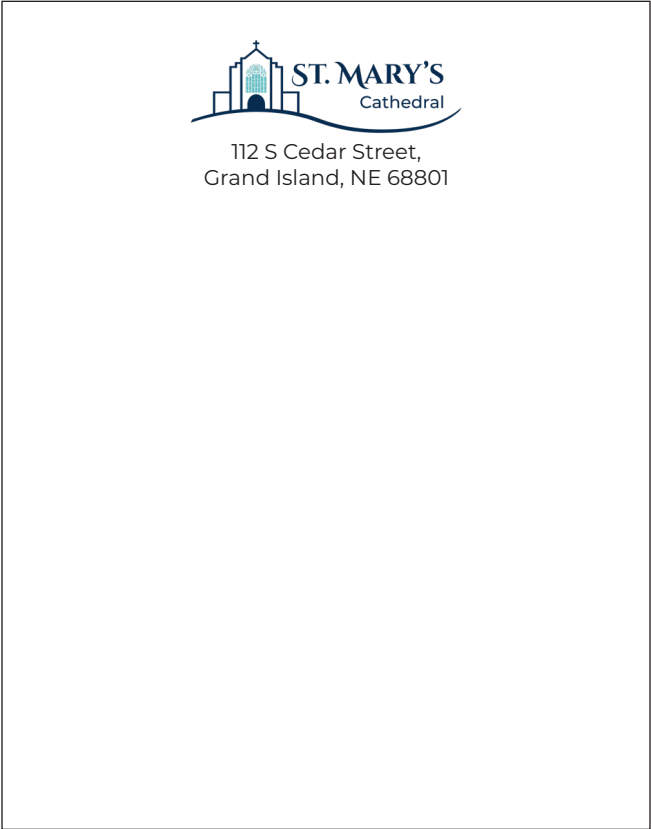 ST. MARY'S
Cathedral
112 S Cedar Street,
Grand Island, NE 68801